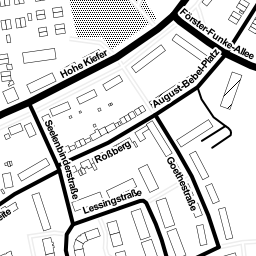 Förster-Funke-Allee
Hohe Kiefer
August-Bebel-Platz
Seelenbinderstraße
Roßberg
Goethestraße
Lessingstraße